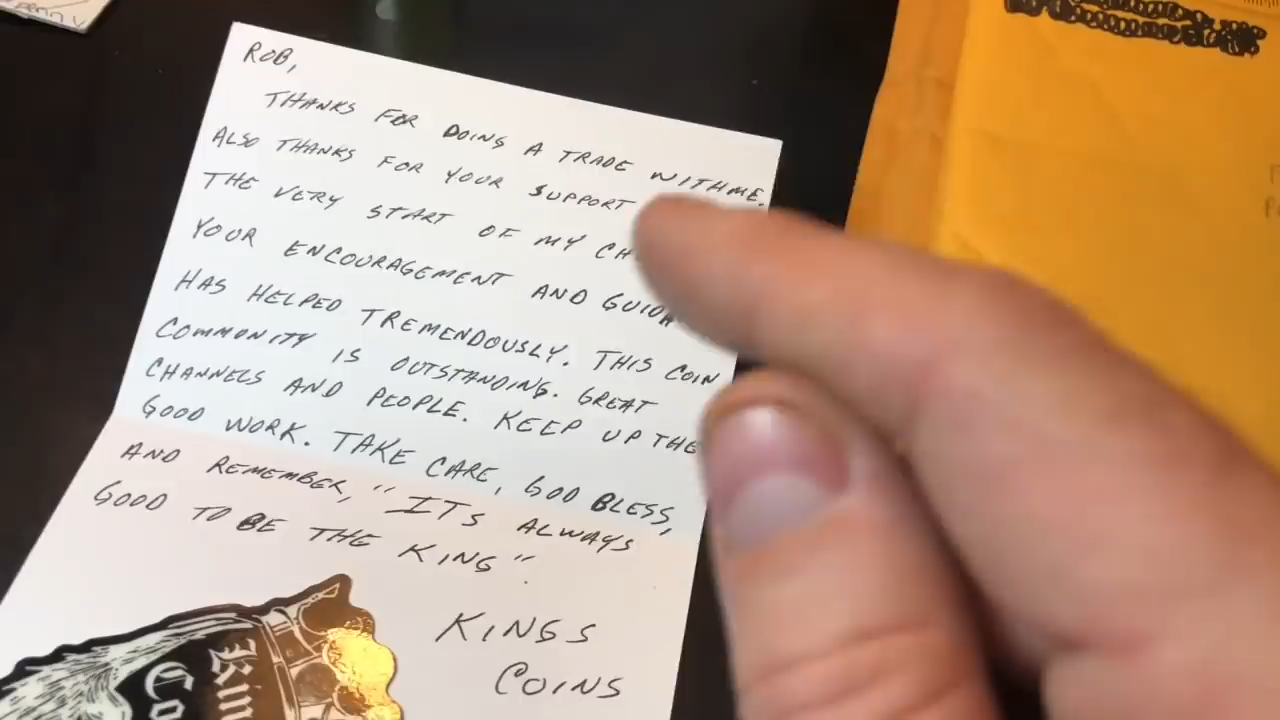 ROB,
THANKS FOR DOING A TRADE WITH ME.
ALSO THANKS FOR YOUR SUPPORT
THE VERY START OF MY
YOUR ENCOURAGEMENT AND
HAS HELPED TREMENDOUSLY. THIS COIN
COMMUNITY IS OUTSTANDING. GREAT
CHANNELS AND PEOPLE. KEEP UP THE
GOOD WORK. TAKE CARE, GOD BLESS,
AND REMEMBER, "ITS ALWAYS
GOOD TO BE THE KING".
KINGS
COINS